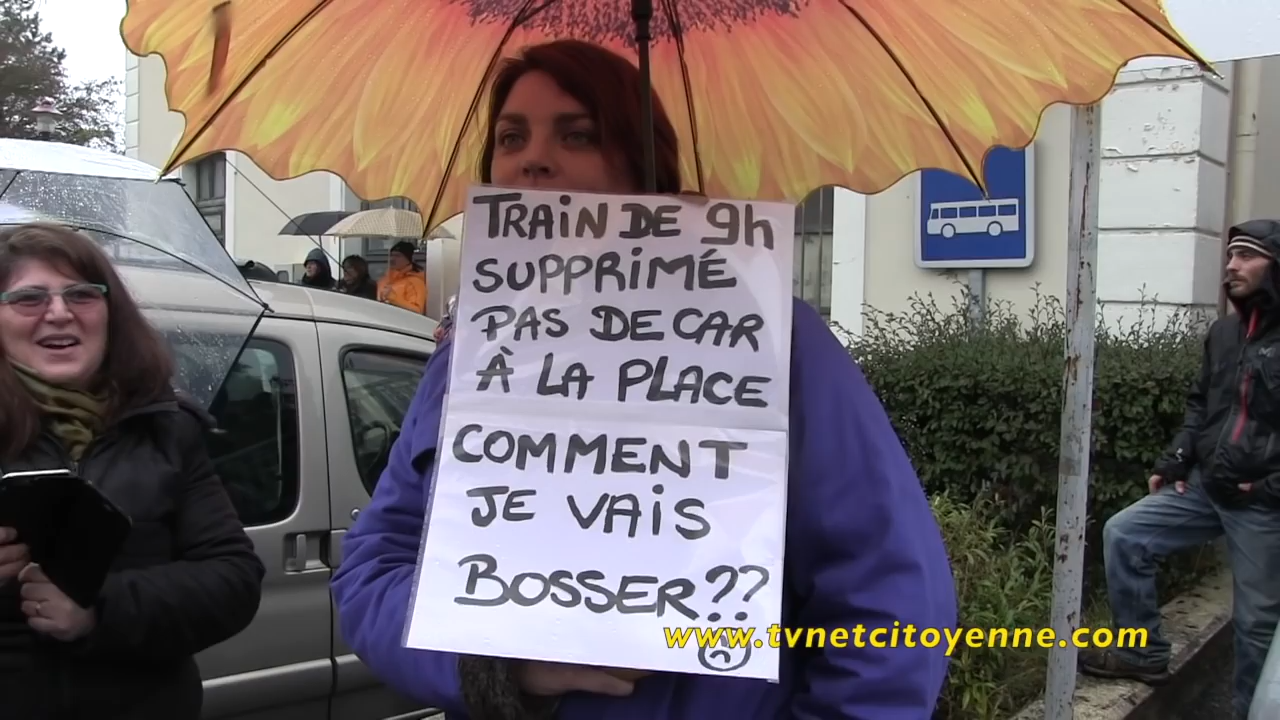 TRAiN DE 9h
SUPPRiMÉ
PAS DE CAR
À LA PLACE
COMMENT
JE VAiS
BOSSER??
www.tvnetcitoyenne.com